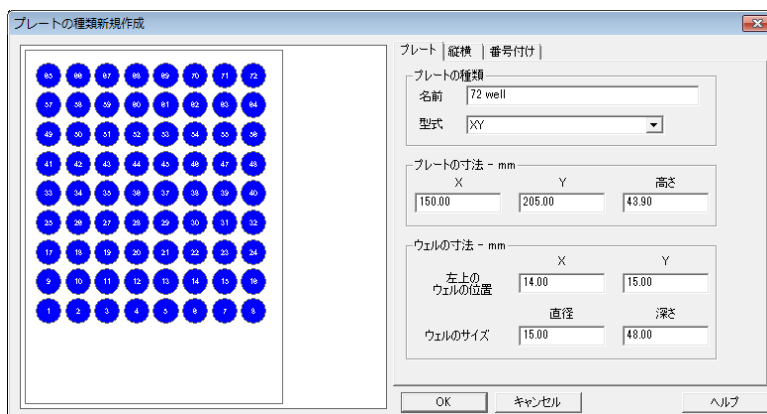 プレートの種類新規作成
65 66 67 68 69 70 71 72
57 58 59 60 61 62 63 64
49 50 51 52 53 54 55 56
41 42 43 44 45 46 47 48
33 34 35 36 37 38 39 40
25 26 27 28 29 30 31 32
17 18 19 20 21 22 23 24
9 10 11 12 13 14 15 16
1 2 3 4 5 6 7 8
プレート 縦横 番号付け
プレートの種類
名前 72 well
型式 XY
プレートの寸法 - mm
X Y 高さ
150.00 205.00 43.90
ウェルの寸法 - mm
X Y
左上の
ウェルの位置 14.00 15.00
直径 深さ
ウェルのサイズ 15.00 48.00
OK キャンセル ヘルプ